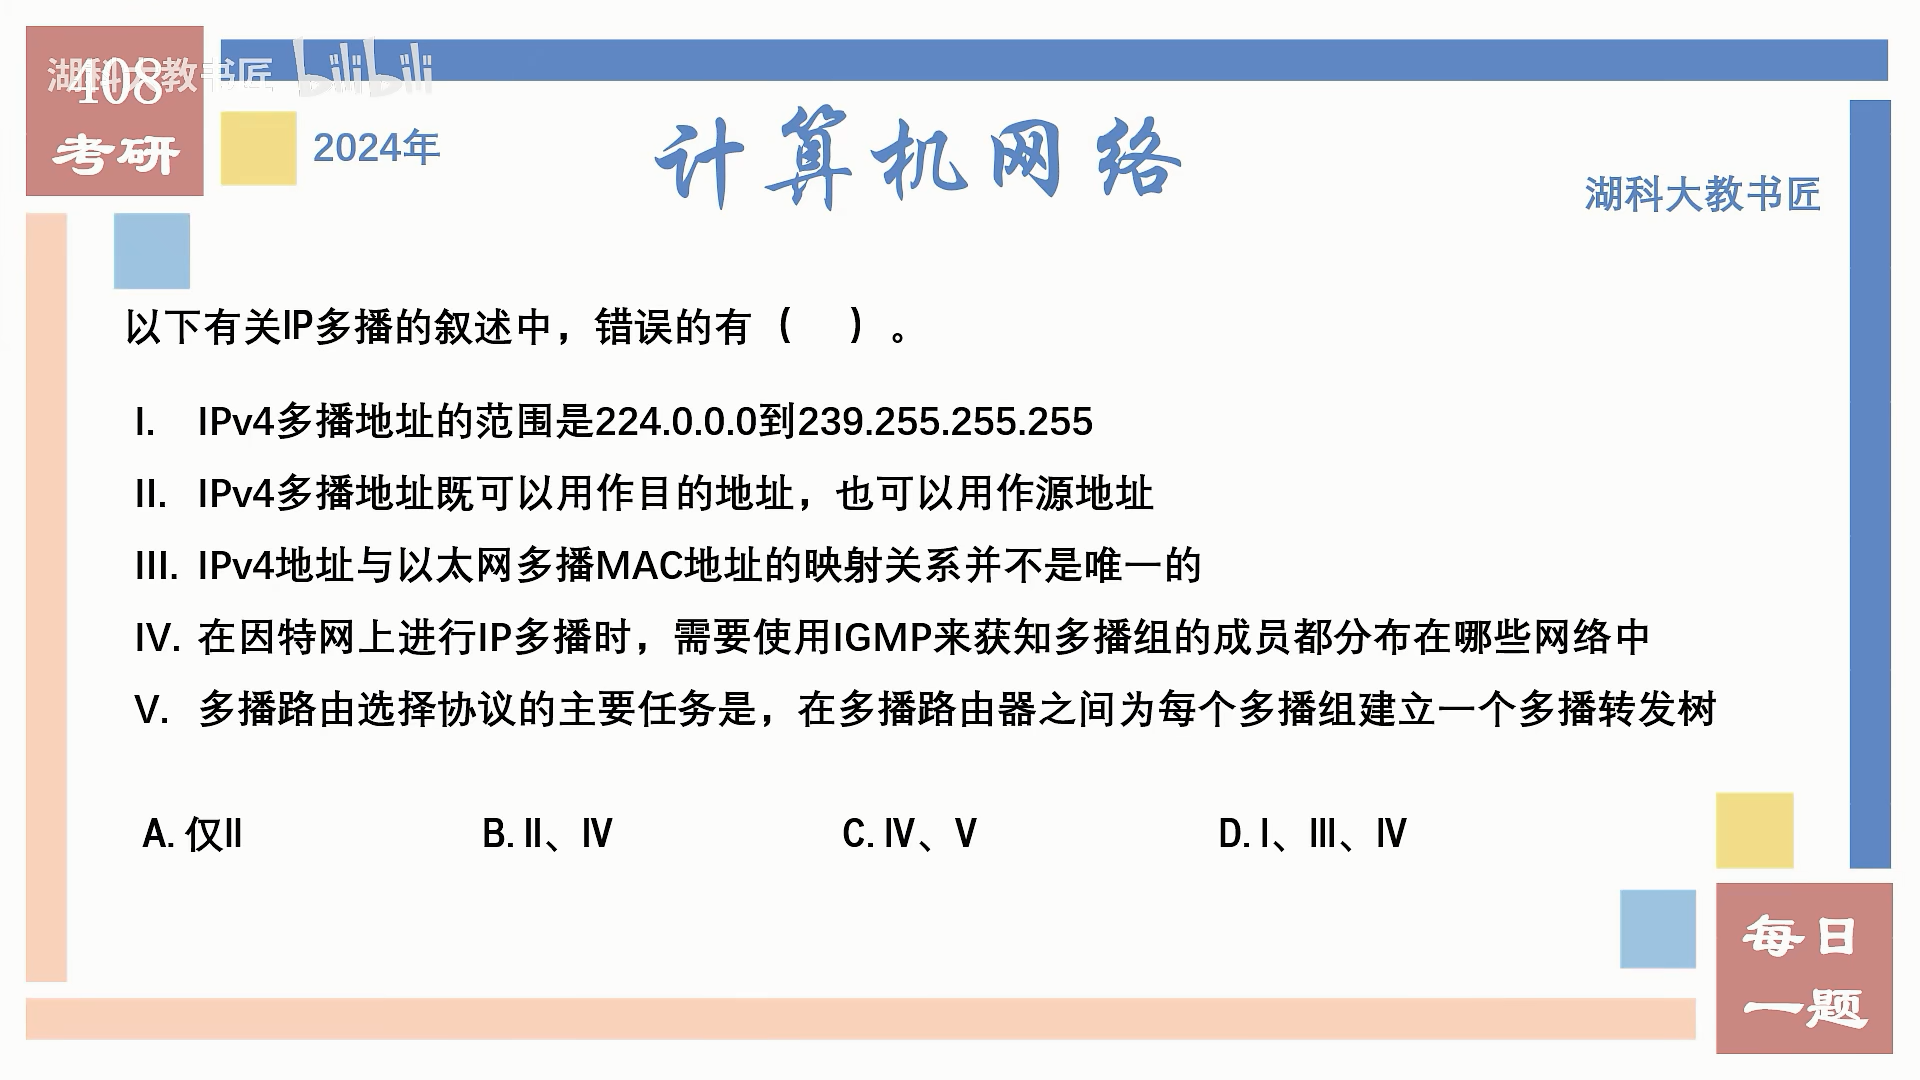 湖科大教书匠 bilibili
408
考研
2024年
计算机网络
湖科大教书匠
以下有关IP多播的叙述中，错误的有（ ）。
I. IPv4多播地址的范围是224.0.0.0到239.255.255.255
II. IPv4多播地址既可以用作目的地址，也可以用作源地址
III. IPv4地址与以太网多播MAC地址的映射关系并不是唯一的
IV. 在因特网上进行IP多播时，需要使用IGMP来获知多播组的成员都分布在哪些网络中
V. 多播路由选择协议的主要任务是，在多播路由器之间为每个多播组建立一个多播转发树
A. 仅II B. II、IV C. IV、V D. I、III、IV
每日
一题